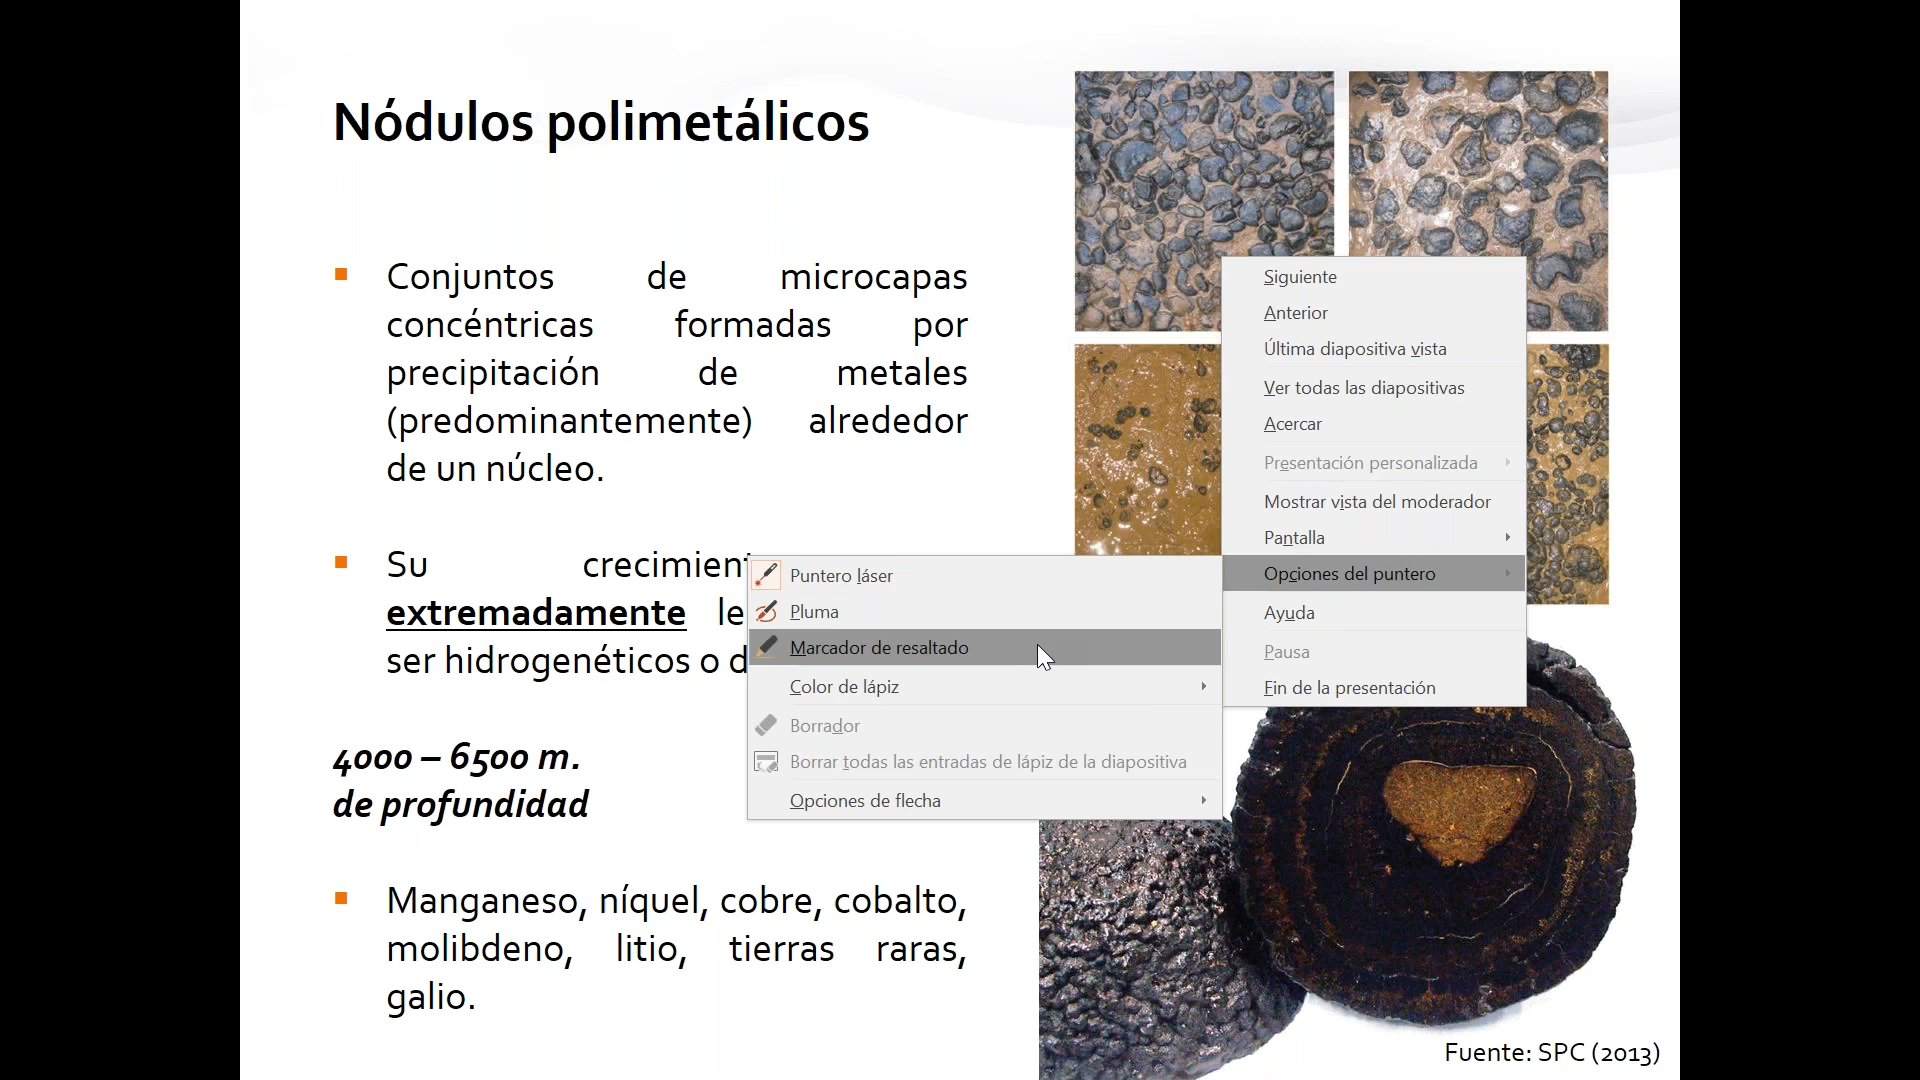 Nódulos polimetálicos
Conjuntos de microcapas
concéntricas formadas por
precipitación de metales
(predominantemente) alrededor
de un núcleo.
Su
extremadamente
ser hidrogenéticos o
4000 – 6500 m.
de profundidad
Manganeso, níquel, cobre, cobalto,
molibdeno, litio, tierras raras,
galio.
Siguiente
Anterior
Última diapositiva vista
Ver todas las diapositivas
Acercar
Presentación personalizada
Mostrar vista del moderador
Pantalla
Opciones del puntero
Ayuda
Pausa
Fin de la presentación
Puntero láser
Pluma
Marcador de resaltado
Color de lápiz
Borrador
Borrar todas las entradas de lápiz de la diapositiva
Opciones de flecha
Fuente: SPC (2013)